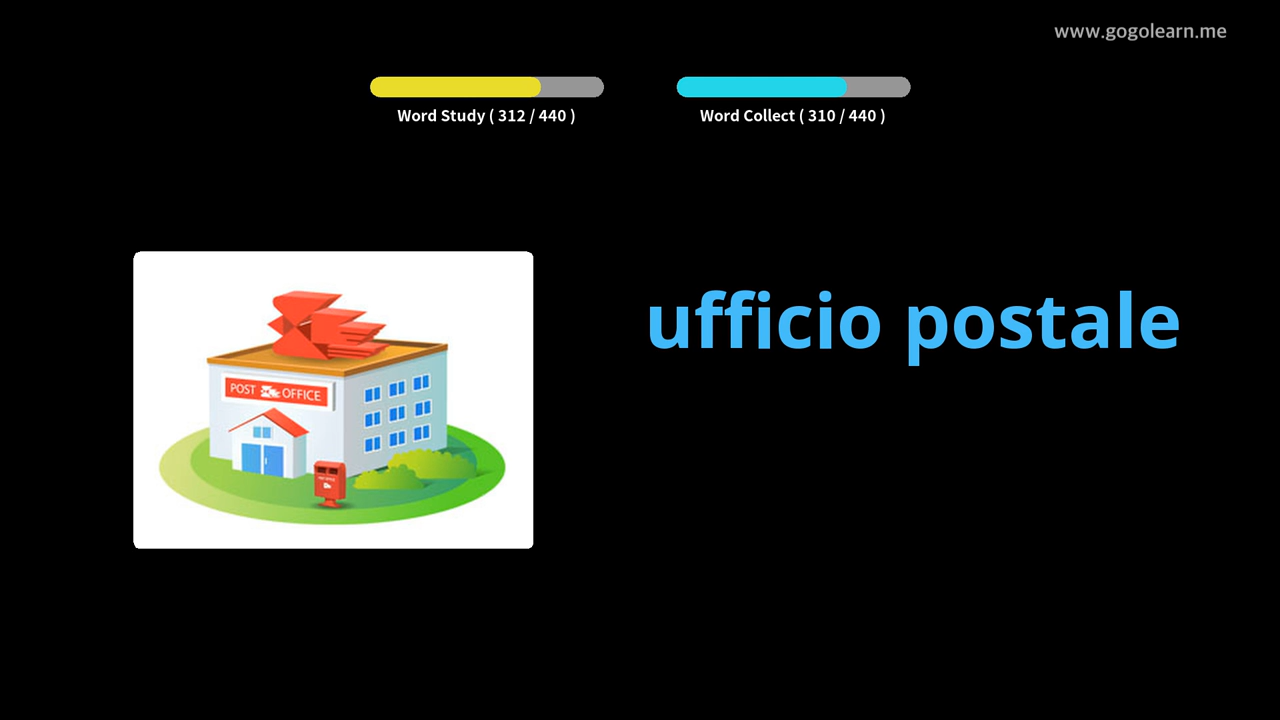 www.gogolearn.me
Word Study ( 312 / 440 )
Word Collect ( 310 / 440 )
ufficio postale
POST OFFICE